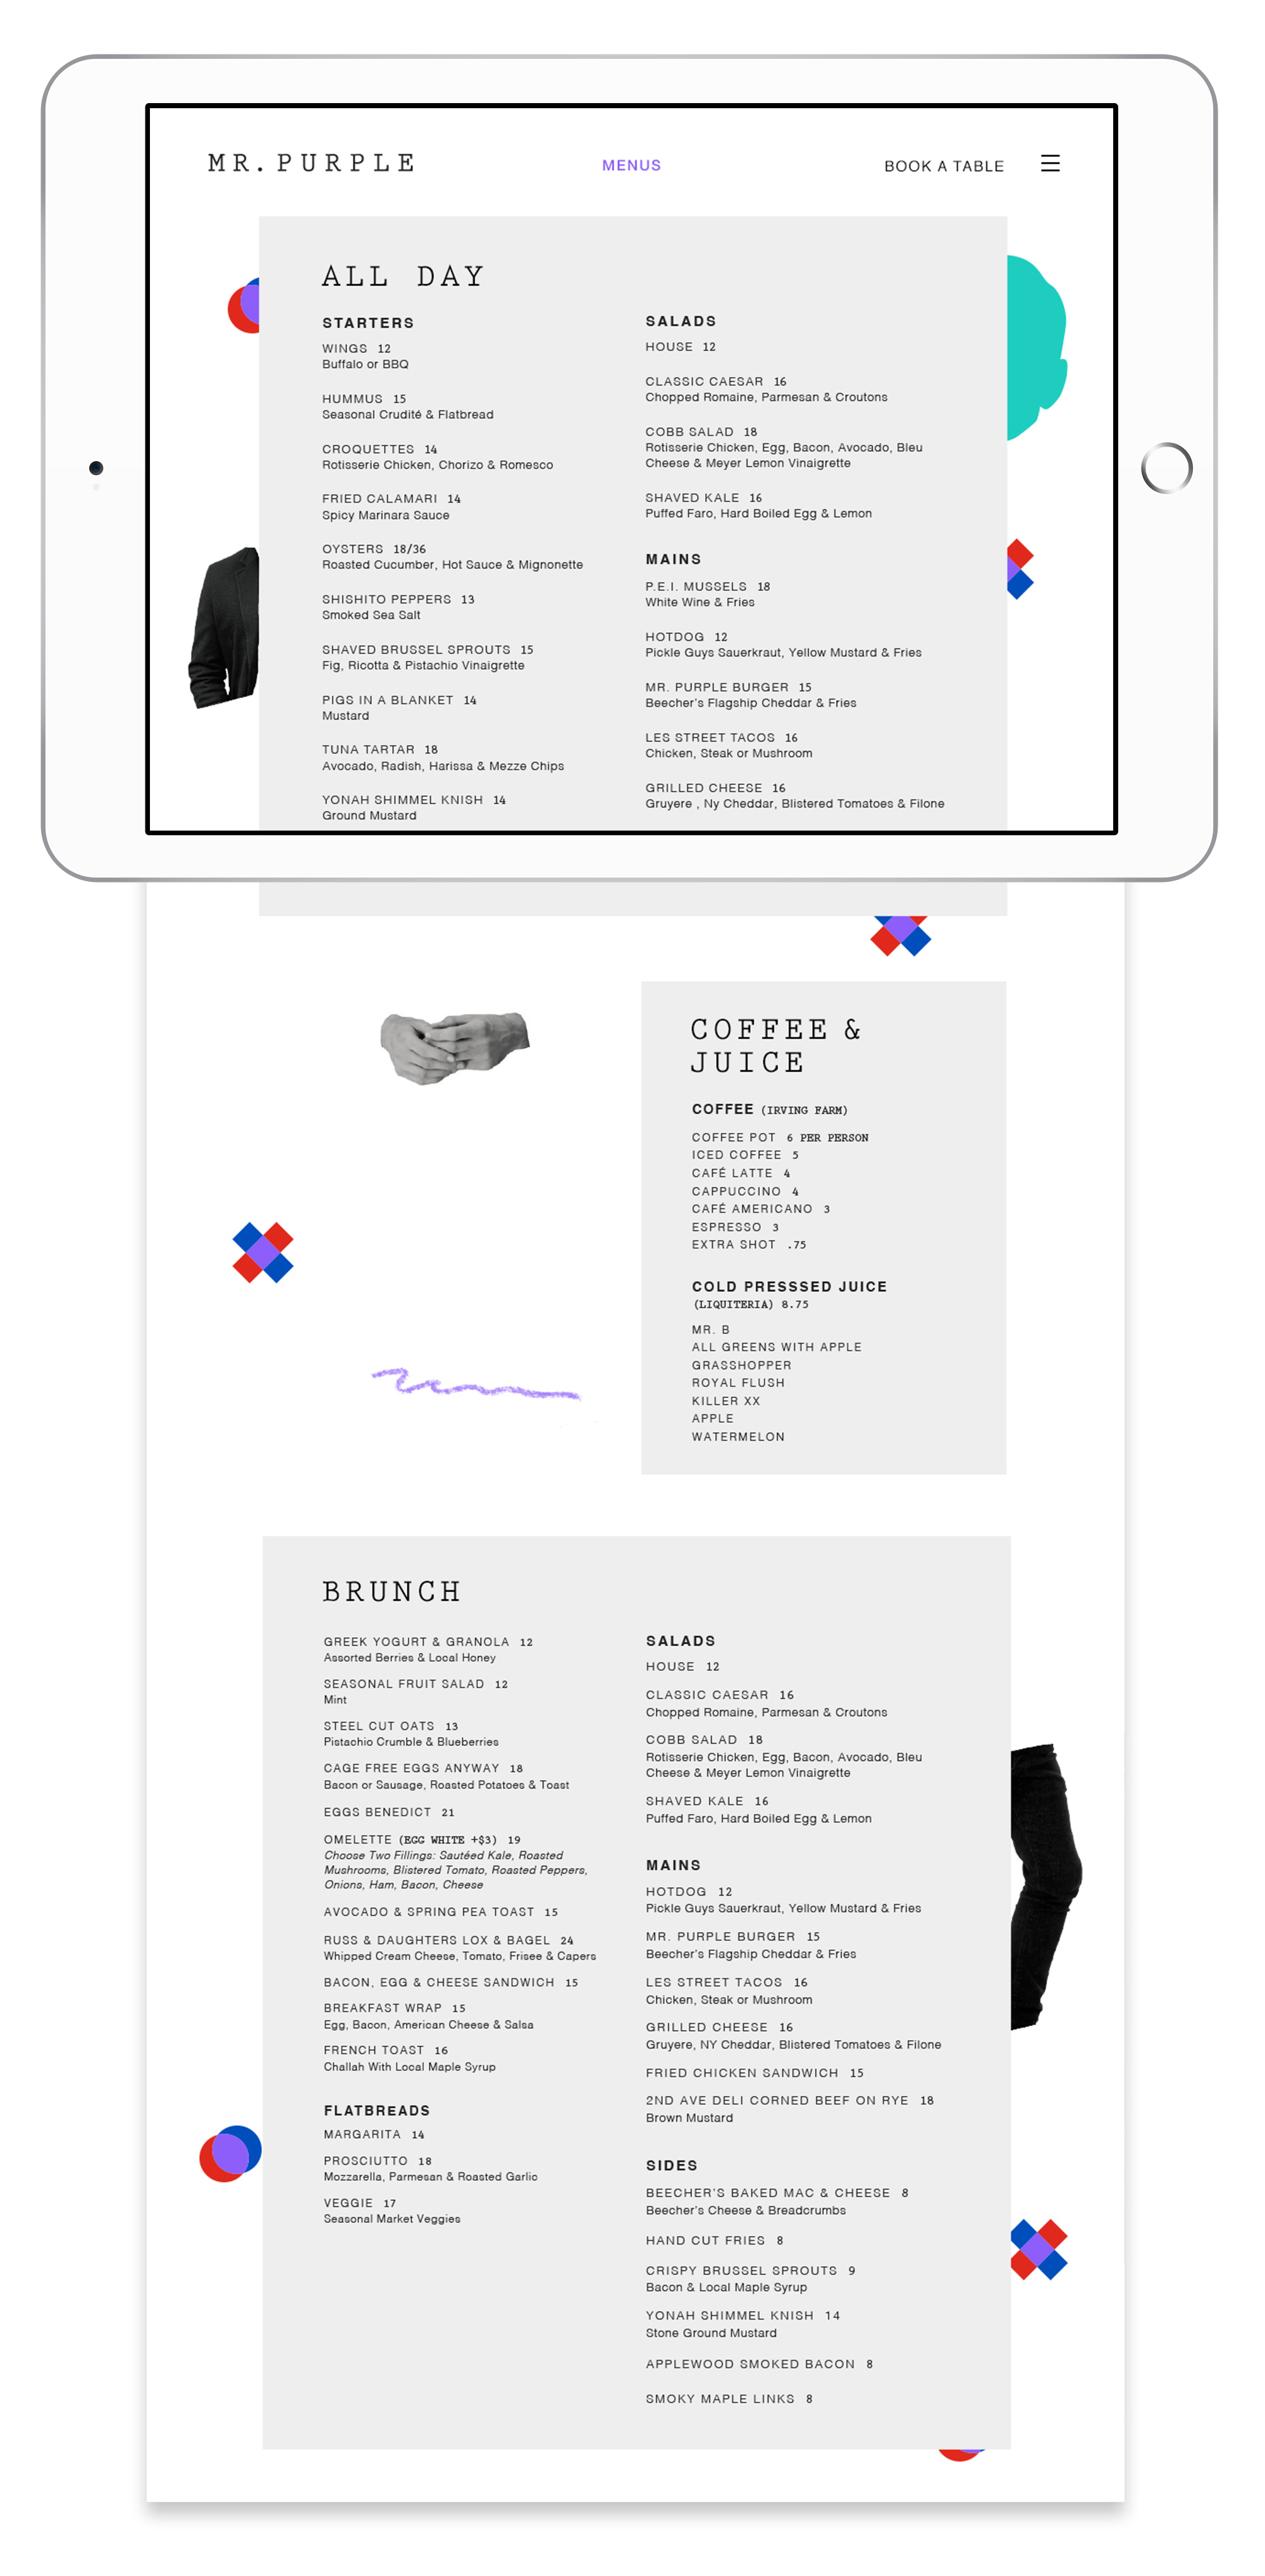 MR. PURPLE
MENUS
BOOK A TABLE
ALL DAY
STARTERS
WINGS 12
Buffalo or BBQ
HUMMUS 15
Seasonal Crudité & Flatbread
CROQUETTES 14
Rotisserie Chicken, Chorizo & Romesco
FRIED CALAMARI 14
Spicy Marinara Sauce
OYSTERS 18/36
Roasted Cucumber, Hot Sauce & Mignonette
SHISHITO PEPPERS 13
Smoked Sea Salt
SHAVED BRUSSEL SPROUTS 15
Fig, Ricotta & Pistachio Vinaigrette
PIGS IN A BLANKET 14
Mustard
TUNA TARTAR 18
Avocado, Radish, Harissa & Mezze Chips
YONAH SHIMMEL KNISH 14
Ground Mustard
SALADS
HOUSE 12
CLASSIC CAESAR 16
Chopped Romaine, Parmesan & Croutons
COBB SALAD 18
Rotisserie Chicken, Egg, Bacon, Avocado, Bleu
Cheese & Meyer Lemon Vinaigrette
SHAVED KALE 16
Puffed Faro, Hard Boiled Egg & Lemon
MAINS
P.E.I. MUSSELS 18
White Wine & Fries
HOTDOG 12
Pickle Guys Sauerkraut, Yellow Mustard & Fries
MR. PURPLE BURGER 15
Beecher's Flagship Cheddar & Fries
LES STREET TACOS 16
Chicken, Steak or Mushroom
GRILLED CHEESE 16
Gruyere , Ny Cheddar, Blistered Tomatoes & Filone
COFFEE &
JUICE
COFFEE (IRVING FARM)
COFFEE POT 6 PER PERSON
ICED COFFEE 5
CAFÉ LATTE 4
CAPPUCCINO 4
CAFÉ AMERICANO 3
ESPRESSO 3
EXTRA SHOT .75
COLD PRESSSED JUICE
(LIQUITERIA) 8.75
MR. B
ALL GREENS WITH APPLE
GRASSHOPPER
ROYAL FLUSH
KILLER XX
APPLE
WATERMELON
BRUNCH
GREEK YOGURT & GRANOLA 12
Assorted Berries & Local Honey
SEASONAL FRUIT SALAD 12
Mint
STEEL CUT OATS 13
Pistachio Crumble & Blueberries
CAGE FREE EGGS ANYWAY 18
Bacon or Sausage, Roasted Potatoes & Toast
EGGS BENEDICT 21
OMELETTE (EGG WHITE +$3) 19
Choose Two Fillings: Sautéed Kale, Roasted
Mushrooms, Blistered Tomato, Roasted Peppers,
Onions, Ham, Bacon, Cheese
AVOCADO & SPRING PEA TOAST 15
RUSS & DAUGHTERS LOX & BAGEL 24
Whipped Cream Cheese, Tomato, Frisee & Capers
BACON, EGG & CHEESE SANDWICH 15
BREAKFAST WRAP 15
Egg, Bacon, American Cheese & Salsa
FRENCH TOAST 16
Challah With Local Maple Syrup
FLATBREADS
MARGARITA 14
PROSCIUTTO 18
Mozzarella, Parmesan & Roasted Garlic
VEGGIE 17
Seasonal Market Veggies
SALADS
HOUSE 12
CLASSIC CAESAR 16
Chopped Romaine, Parmesan & Croutons
COBB SALAD 18
Rotisserie Chicken, Egg, Bacon, Avocado, Bleu
Cheese & Meyer Lemon Vinaigrette
SHAVED KALE 16
Puffed Faro, Hard Boiled Egg & Lemon
MAINS
HOTDOG 12
Pickle Guys Sauerkraut, Yellow Mustard & Fries
MR. PURPLE BURGER 15
Beecher's Flagship Cheddar & Fries
LES STREET TACOS 16
Chicken, Steak or Mushroom
GRILLED CHEESE 16
Gruyere, NY Cheddar, Blistered Tomatoes & Filone
FRIED CHICKEN SANDWICH 15
2ND AVE DELI CORNED BEEF ON RYE 18
Brown Mustard
SIDES
BEECHER'S BAKED MAC & CHEESE 8
Beecher's Cheese & Breadcrumbs
HAND CUT FRIES 8
CRISPY BRUSSEL SPROUTS 9
Bacon & Local Maple Syrup
YONAH SHIMMEL KNISH 14
Stone Ground Mustard
APPLEWOOD SMOKED BACON 8
SMOKY MAPLE LINKS 8